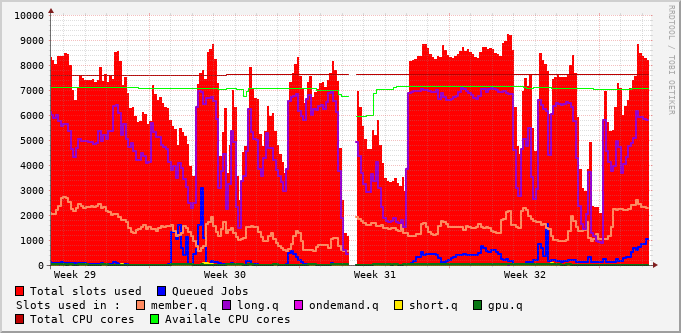 10000
9000
8000
7000
6000
5000
4000
3000
2000
1000
0
Week 29 Week 30 Week 31 Week 32
RRDTOOL / TOBI OETIKER
Total slots used Queued Jobs
Slots used in : member.q long.q ondemand.q short.q gpu.q
Total CPU cores Availale CPU cores